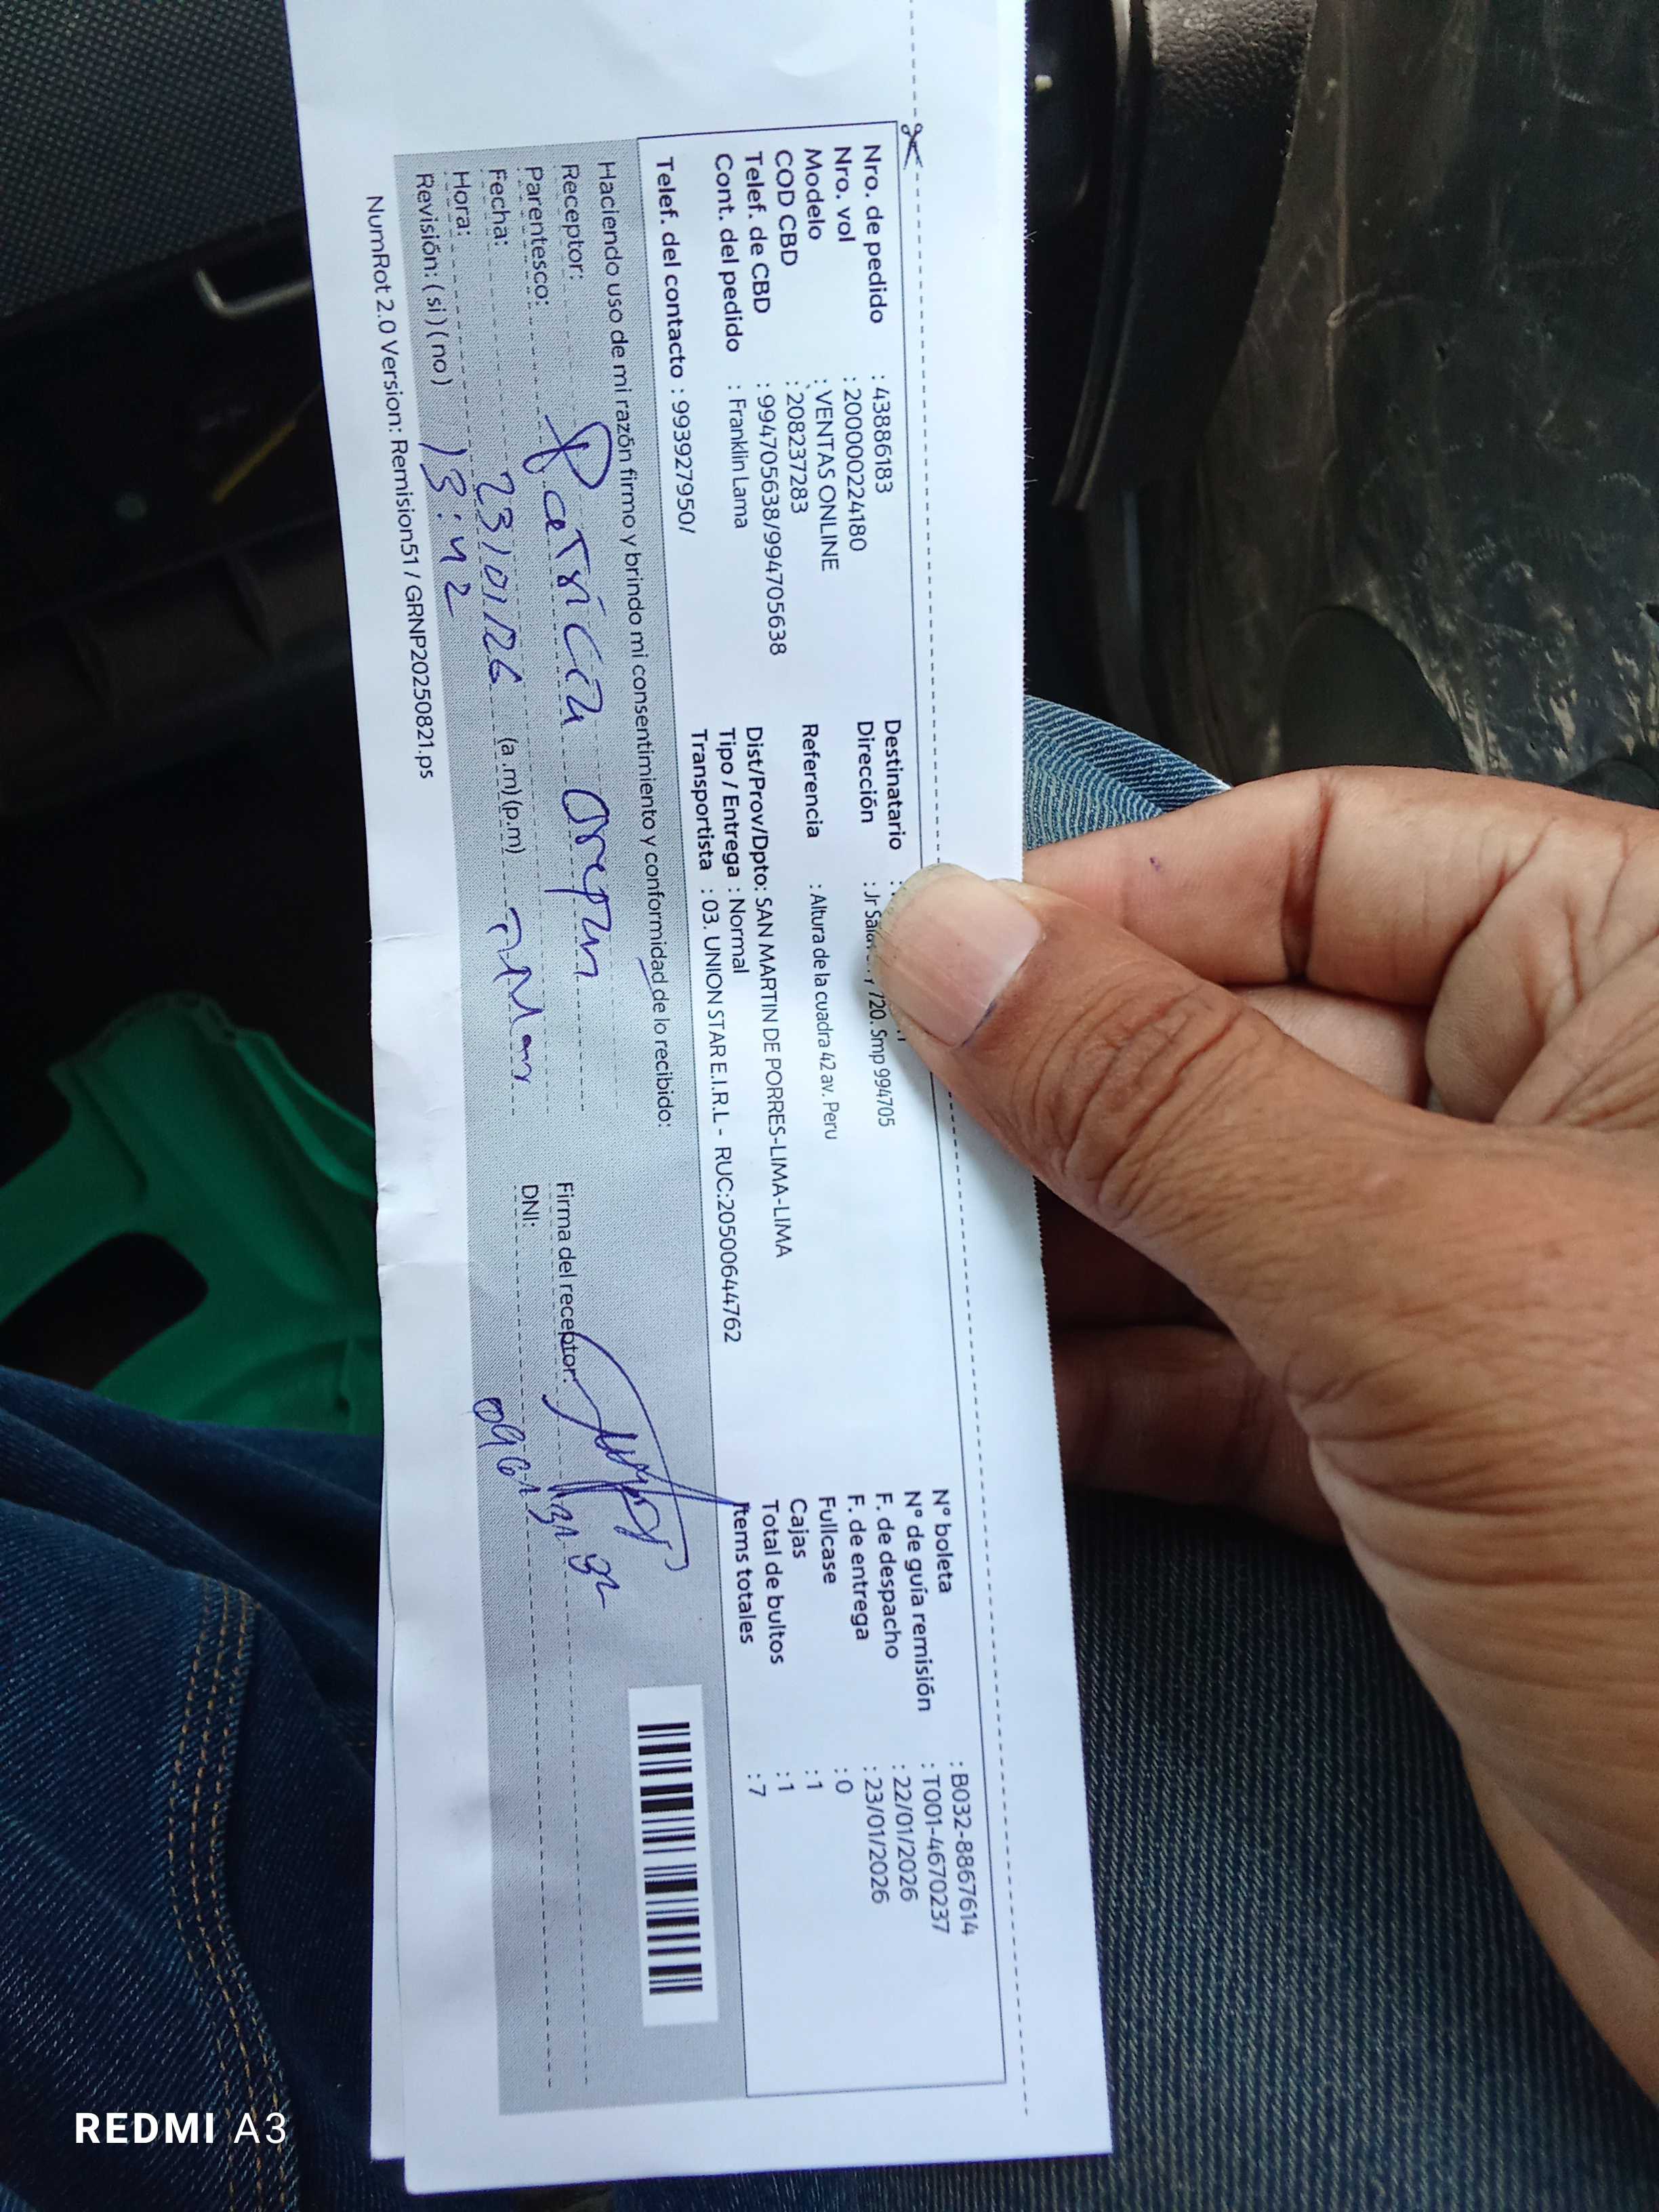 Nro. de pedido : 43886183
Nro. vol : 200000224180
Modelo : VENTAS ONLINE
COD CBD : 208237283
Telef. de CBD : 994705638/994705638
Cont. del pedido : Franklin Lama
Telef. del contacto : 993927950/
Destinatario :
Dirección : Jr 720. Smp 994705
Referencia : Altura de la cuadra 42 av. Peru
Dist/Prov/Dpto: SAN MARTIN DE PORRES-LIMA-LIMA
Tipo / Entrega : Normal
Transportista : 03. UNION STAR E.I.R.L - RUC:20500644762
N° boleta : B032-8867614
N° de guía remisión : T001-4670237
F. de despacho : 22/01/2026
F. de entrega : 23/01/2026
Fullcase : 0
Cajas : 1
Total de bultos : 1
Items totales : 7
Haciendo uso de mi razón firmo y brindo mi consentimiento y conformidad de lo recibido:
Receptor: Patricia
Parentesco:
Fecha: 23/01/26
Hora: 13:42 (a.m)(p.m)
Revisión: ( si ) ( no )
Firma del receptor:
DNI:
NumRot 2.0 Version: Remision51 / GRNP20250821.ps
REDMI A3